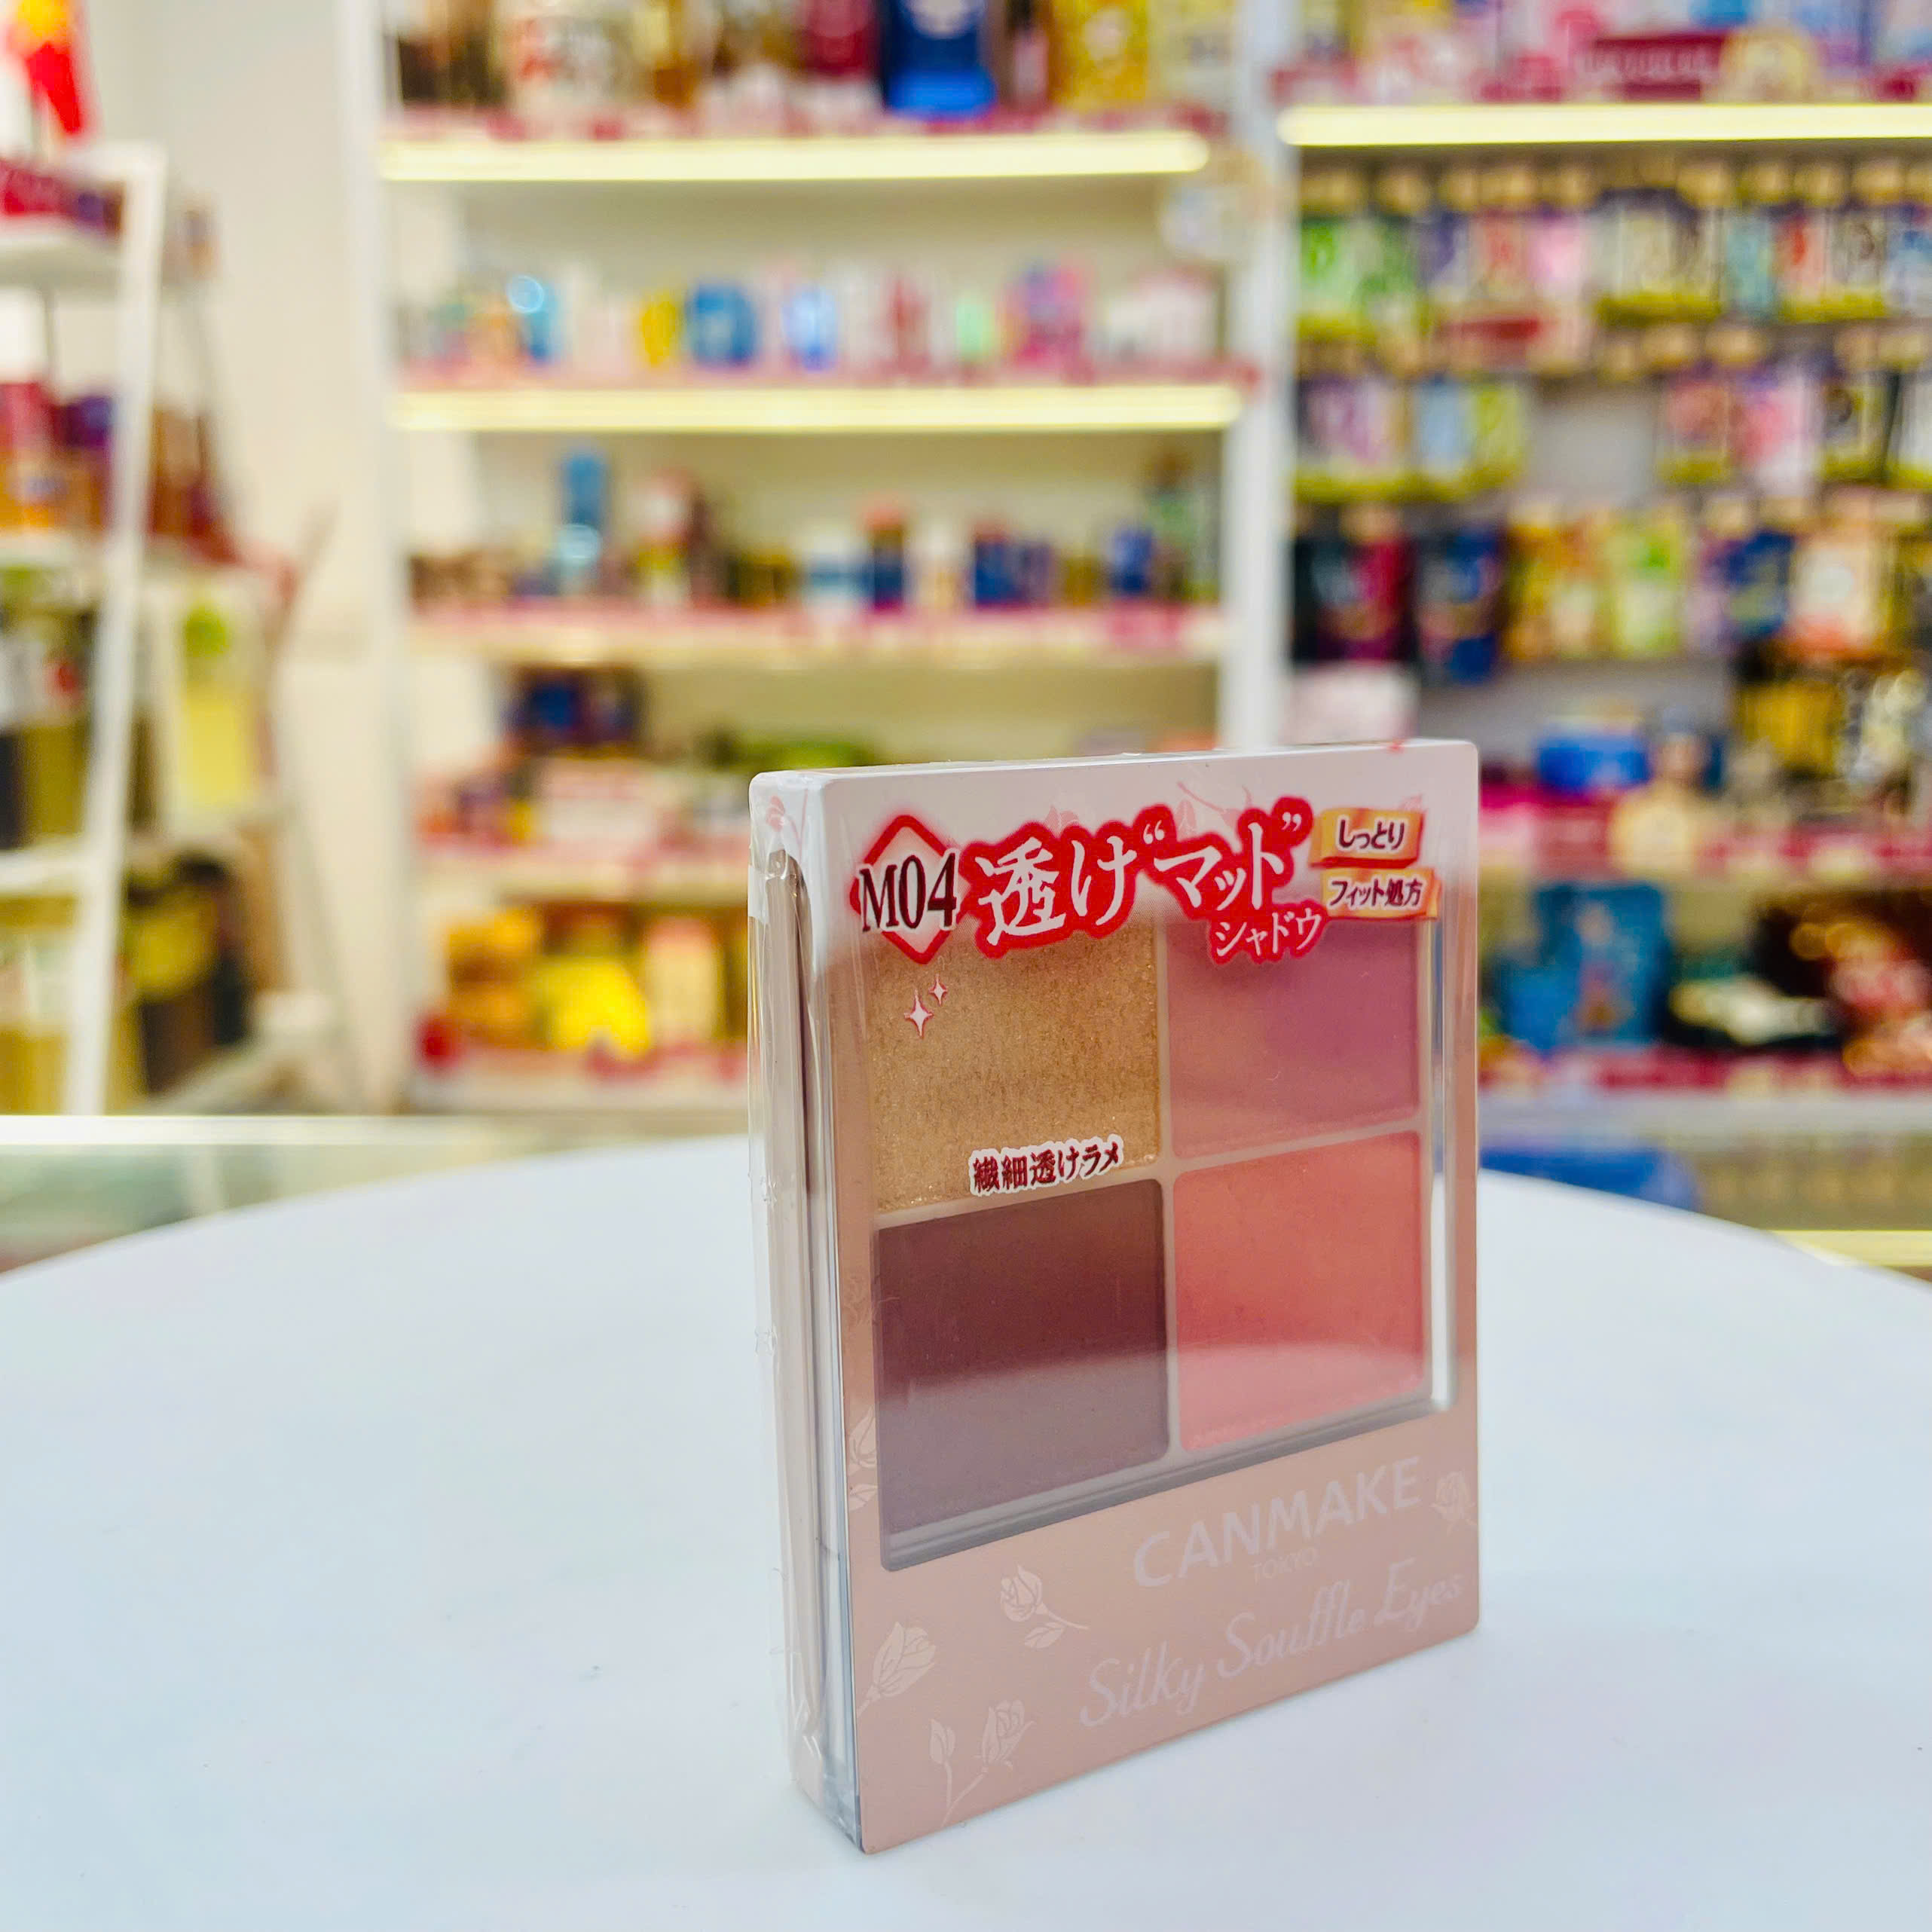 M04
透け“マット”
シャドウ
しっとり
フィット処方
繊細透けラメ
CANMAKE
TOKYO
Silky Souffle Eyes